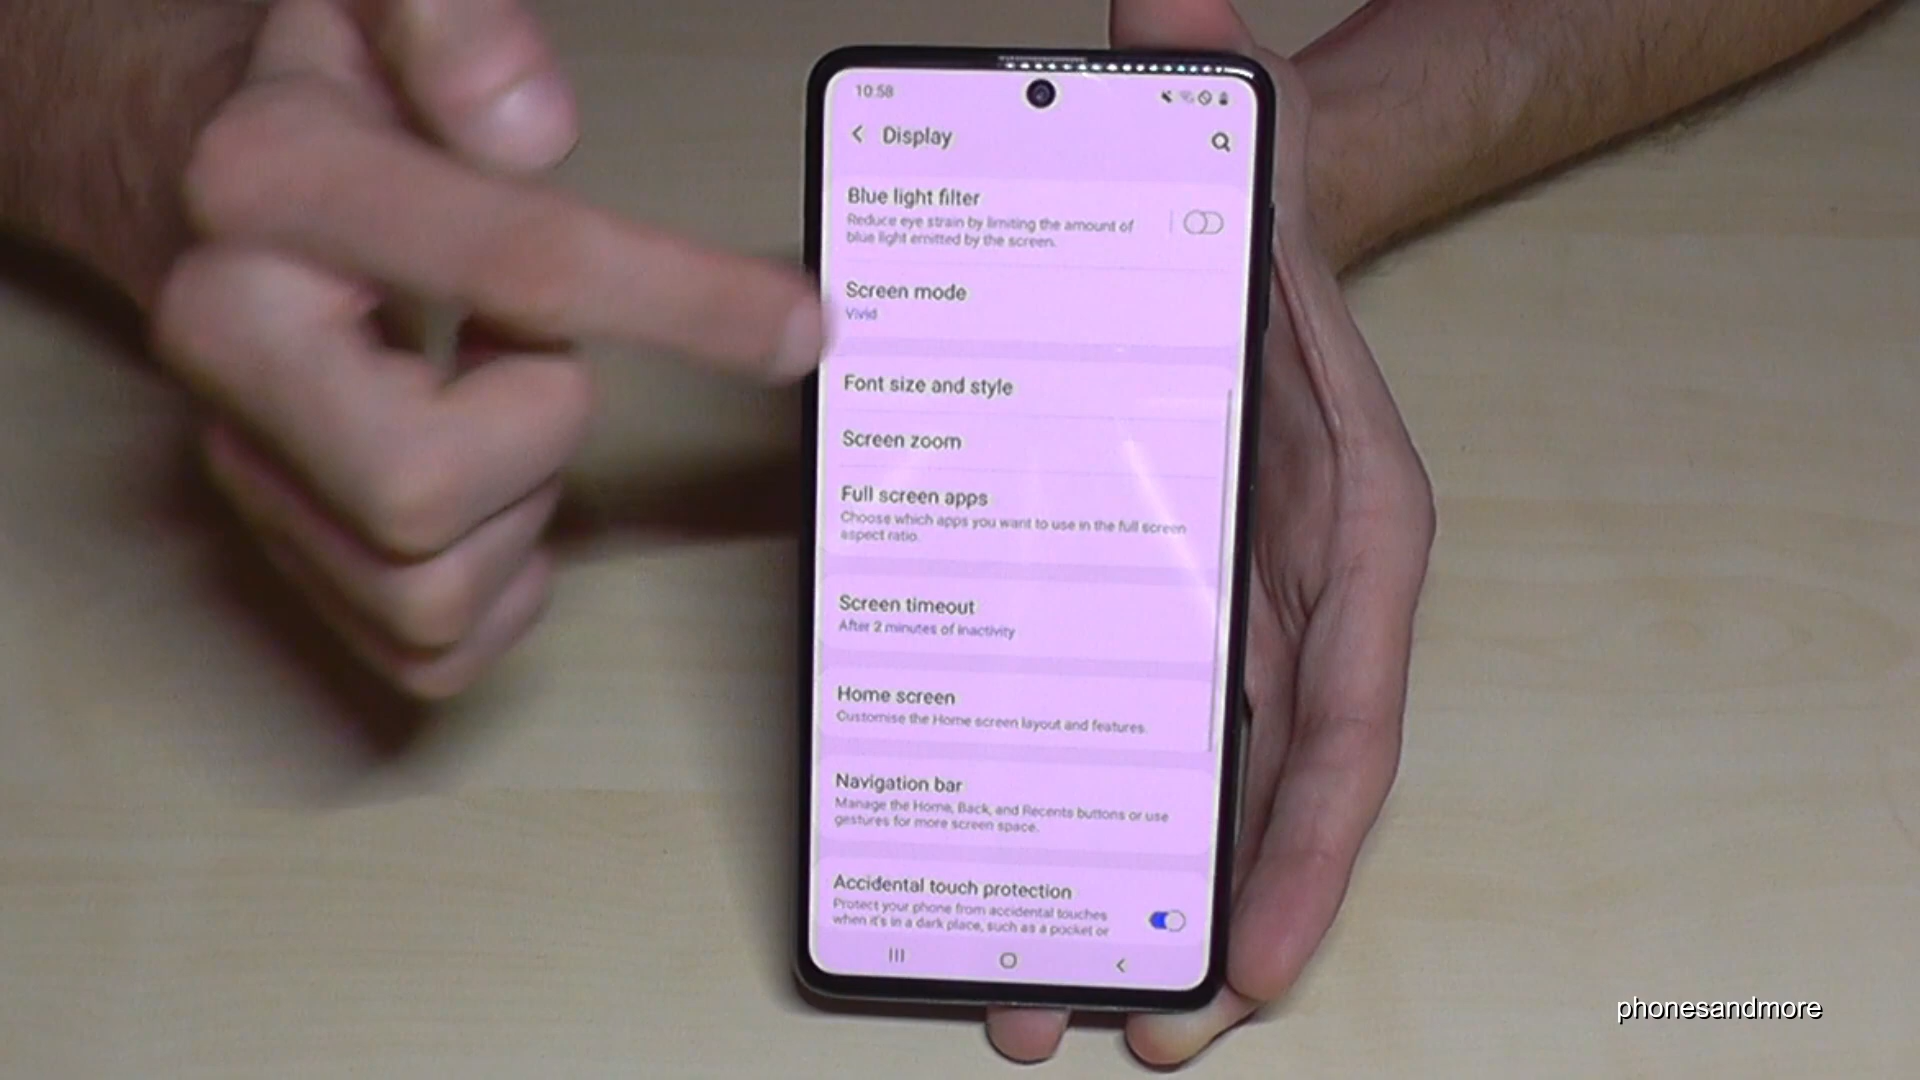 10:58
Display
Blue light filter
Reduce eye strain by limiting the amount of
blue light emitted by the screen.
Screen mode
Vivid
Font size and style
Screen zoom
Full screen apps
Choose which apps you want to use in the full screen
aspect ratio.
Screen timeout
After 2 minutes of inactivity
Home screen
Customise the Home screen layout and features.
Navigation bar
Manage the Home, Back, and Recents buttons or use
gestures for more screen space.
Accidental touch protection
Protect your phone from accidental touches
when it's in a dark place, such as a pocket or
phonesandmore